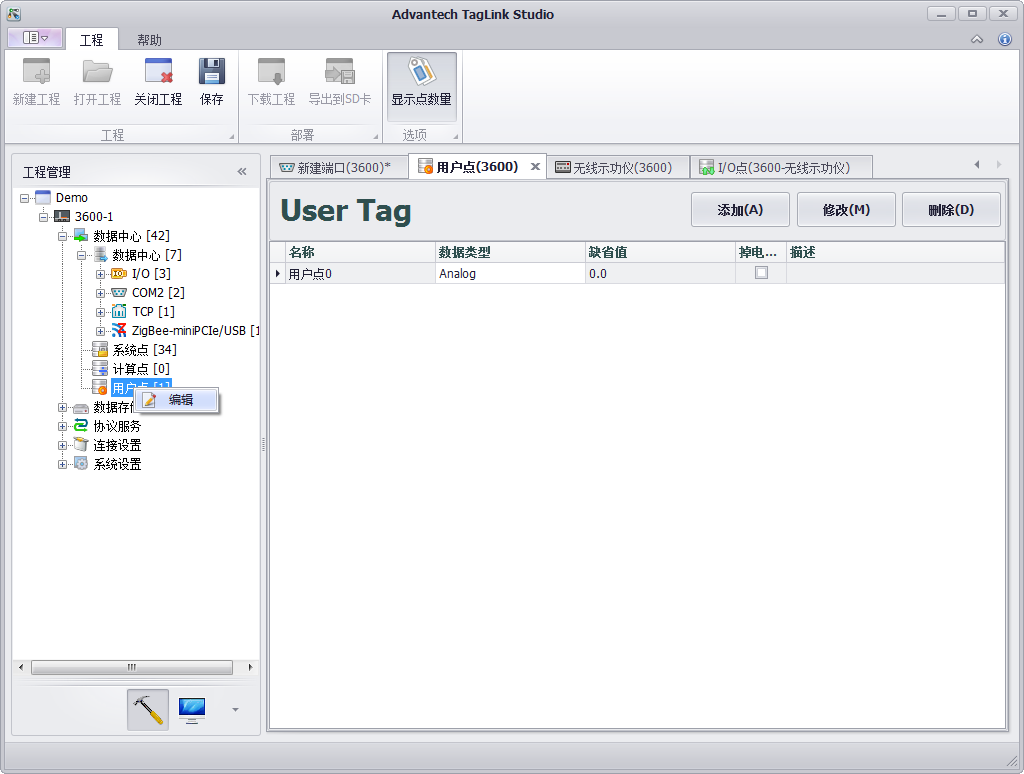 Advantech TagLink Studio
工程 帮助
新建工程 打开工程 关闭工程 保存 下载工程 导出到SD卡 显示点数量
工程 部署 选项
工程管理
Demo
3600-1
数据中心 [42]
数据中心 [7]
I/O [3]
COM2 [2]
TCP [1]
ZigBee-miniPCIe/USB [1
系统点 [34]
计算点 [0]
用户点 [1]
编辑
数据存
协议服务
连接设置
系统设置
新建端口(3600)* 用户点(3600) 无线示功仪(3600) I/O点(3600-无线示功仪)
User Tag
添加(A) 修改(M) 删除(D)
名称 数据类型 缺省值 掉电... 描述
用户点0 Analog 0.0